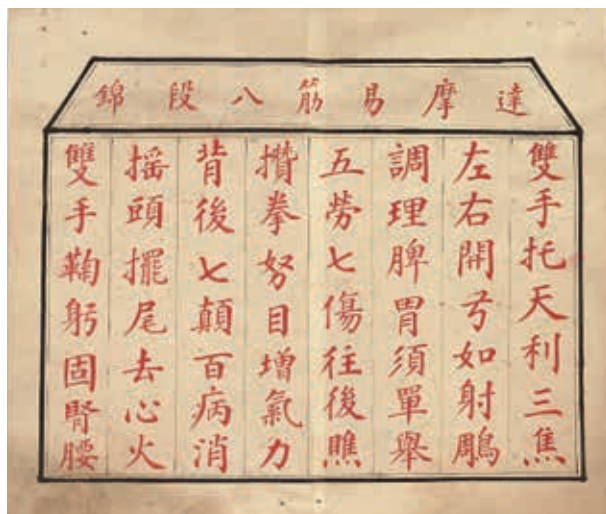 達摩易筋八段錦
雙手托天利三焦
左右開弓如射鵰
調理脾胃須單舉
五勞七傷往後瞧
攢拳努目增氣力
背後七顛百病消
搖頭擺尾去心火
雙手鞠躬固腎腰